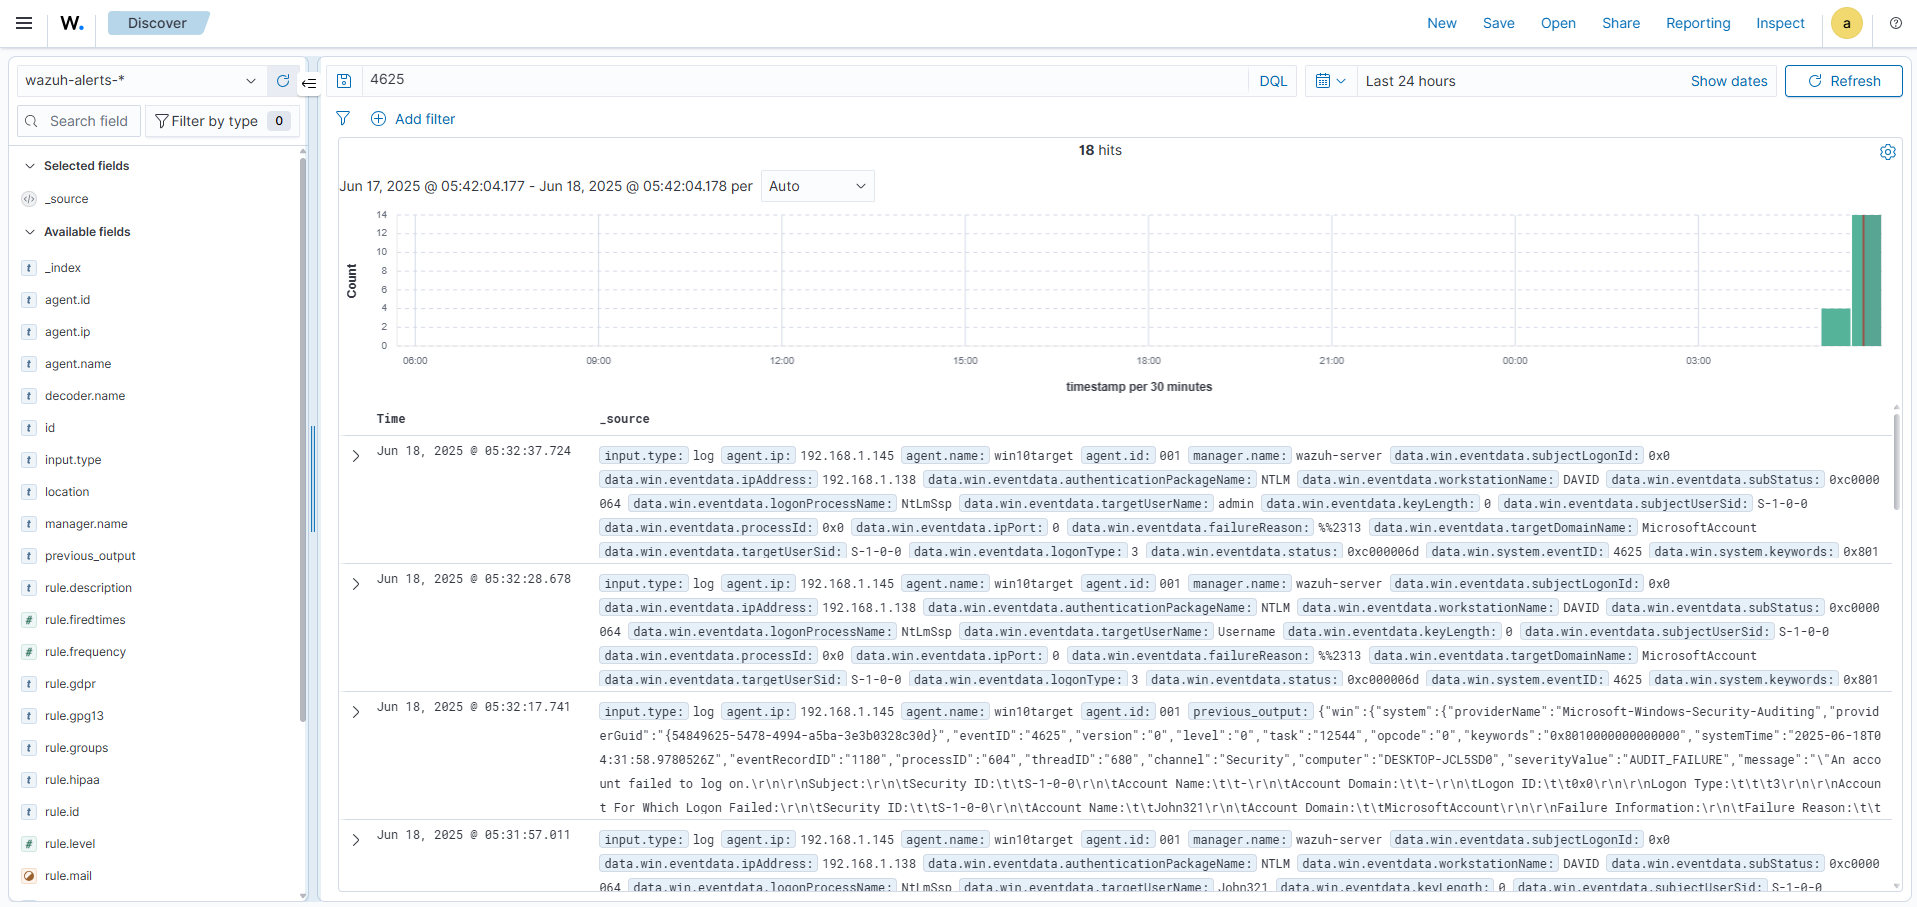 W.
Discover
New Save Open Share Reporting Inspect a
wazuh-alerts-*
4625
DQL
Last 24 hours
Show dates
Refresh
Search field
Filter by type 0
Add filter
Selected fields
_source
Available fields
_index
agent.id
agent.ip
agent.name
decoder.name
id
input.type
location
manager.name
previous_output
rule.description
rule.firedtimes
rule.frequency
rule.gdpr
rule.gpg13
rule.groups
rule.hipaa
rule.id
rule.level
rule.mail
18 hits
Jun 17, 2025 @ 05:42:04.177 - Jun 18, 2025 @ 05:42:04.178 per Auto
Count
14
12
10
8
6
4
2
0
06:00 09:00 12:00 15:00 18:00 21:00 00:00 03:00
timestamp per 30 minutes
Time _source
Jun 18, 2025 @ 05:32:37.724
input.type: log agent.ip: 192.168.1.145 agent.name: win10target agent.id: 001 manager.name: wazuh-server data.win.eventdata.subjectLogonId: 0x0
data.win.eventdata.ipAddress: 192.168.1.138 data.win.eventdata.authenticationPackageName: NTLM data.win.eventdata.workstationName: DAVID data.win.eventdata.subStatus: 0xc0000
064 data.win.eventdata.logonProcessName: NtLmSsp data.win.eventdata.targetUserName: admin data.win.eventdata.keyLength: 0 data.win.eventdata.subjectUserSid: S-1-0-0
data.win.eventdata.processId: 0x0 data.win.eventdata.ipPort: 0 data.win.eventdata.failureReason: %%2313 data.win.eventdata.targetDomainName: MicrosoftAccount
data.win.eventdata.targetUserSid: S-1-0-0 data.win.eventdata.logonType: 3 data.win.eventdata.status: 0xc000006d data.win.system.eventID: 4625 data.win.system.keywords: 0x801
Jun 18, 2025 @ 05:32:28.678
input.type: log agent.ip: 192.168.1.145 agent.name: win10target agent.id: 001 manager.name: wazuh-server data.win.eventdata.subjectLogonId: 0x0
data.win.eventdata.ipAddress: 192.168.1.138 data.win.eventdata.authenticationPackageName: NTLM data.win.eventdata.workstationName: DAVID data.win.eventdata.subStatus: 0xc0000
064 data.win.eventdata.logonProcessName: NtLmSsp data.win.eventdata.targetUserName: Username data.win.eventdata.keyLength: 0 data.win.eventdata.subjectUserSid: S-1-0-0
data.win.eventdata.processId: 0x0 data.win.eventdata.ipPort: 0 data.win.eventdata.failureReason: %%2313 data.win.eventdata.targetDomainName: MicrosoftAccount
data.win.eventdata.targetUserSid: S-1-0-0 data.win.eventdata.logonType: 3 data.win.eventdata.status: 0xc000006d data.win.system.eventID: 4625 data.win.system.keywords: 0x801
Jun 18, 2025 @ 05:32:17.741
input.type: log agent.ip: 192.168.1.145 agent.name: win10target agent.id: 001 previous_output: {"win":{"system":{"providerName":"Microsoft-Windows-Security-Auditing","provid
erGuid":"{54849625-5478-4994-a5ba-3e3b0328c30d}","eventID":"4625","version":"0","level":"0","task":"12544","opcode":"0","keywords":"0x8010000000000000","systemTime":"2025-06-18T0
4:31:58.9780526Z","eventRecordID":"1180","processID":"604","threadID":"680","channel":"Security","computer":"DESKTOP-JCL5SD0","severityValue":"AUDIT_FAILURE","message":"\"An acco
unt failed to log on.\r\n\r\nSubject:\r\n\tSecurity ID:\t\tS-1-0-0\r\n\tAccount Name:\t\t-\r\n\tAccount Domain:\t\t-\r\n\tLogon ID:\t\t0x0\r\n\r\nLogon Type:\t\t\t3\r\n\r\nAccoun
t For Which Logon Failed:\r\n\tSecurity ID:\t\tS-1-0-0\r\n\tAccount Name:\t\tJohn321\r\n\tAccount Domain:\t\tMicrosoftAccount\r\n\r\nFailure Information:\r\n\tFailure Reason:\t\t
Jun 18, 2025 @ 05:31:57.011
input.type: log agent.ip: 192.168.1.145 agent.name: win10target agent.id: 001 manager.name: wazuh-server data.win.eventdata.subjectLogonId: 0x0
data.win.eventdata.ipAddress: 192.168.1.138 data.win.eventdata.authenticationPackageName: NTLM data.win.eventdata.workstationName: DAVID data.win.eventdata.subStatus: 0xc0000
064 data.win.eventdata.logonProcessName: NtLmSsp data.win.eventdata.targetUserName: John321 data.win.eventdata.keyLength: 0 data.win.eventdata.subjectUserSid: S-1-0-0